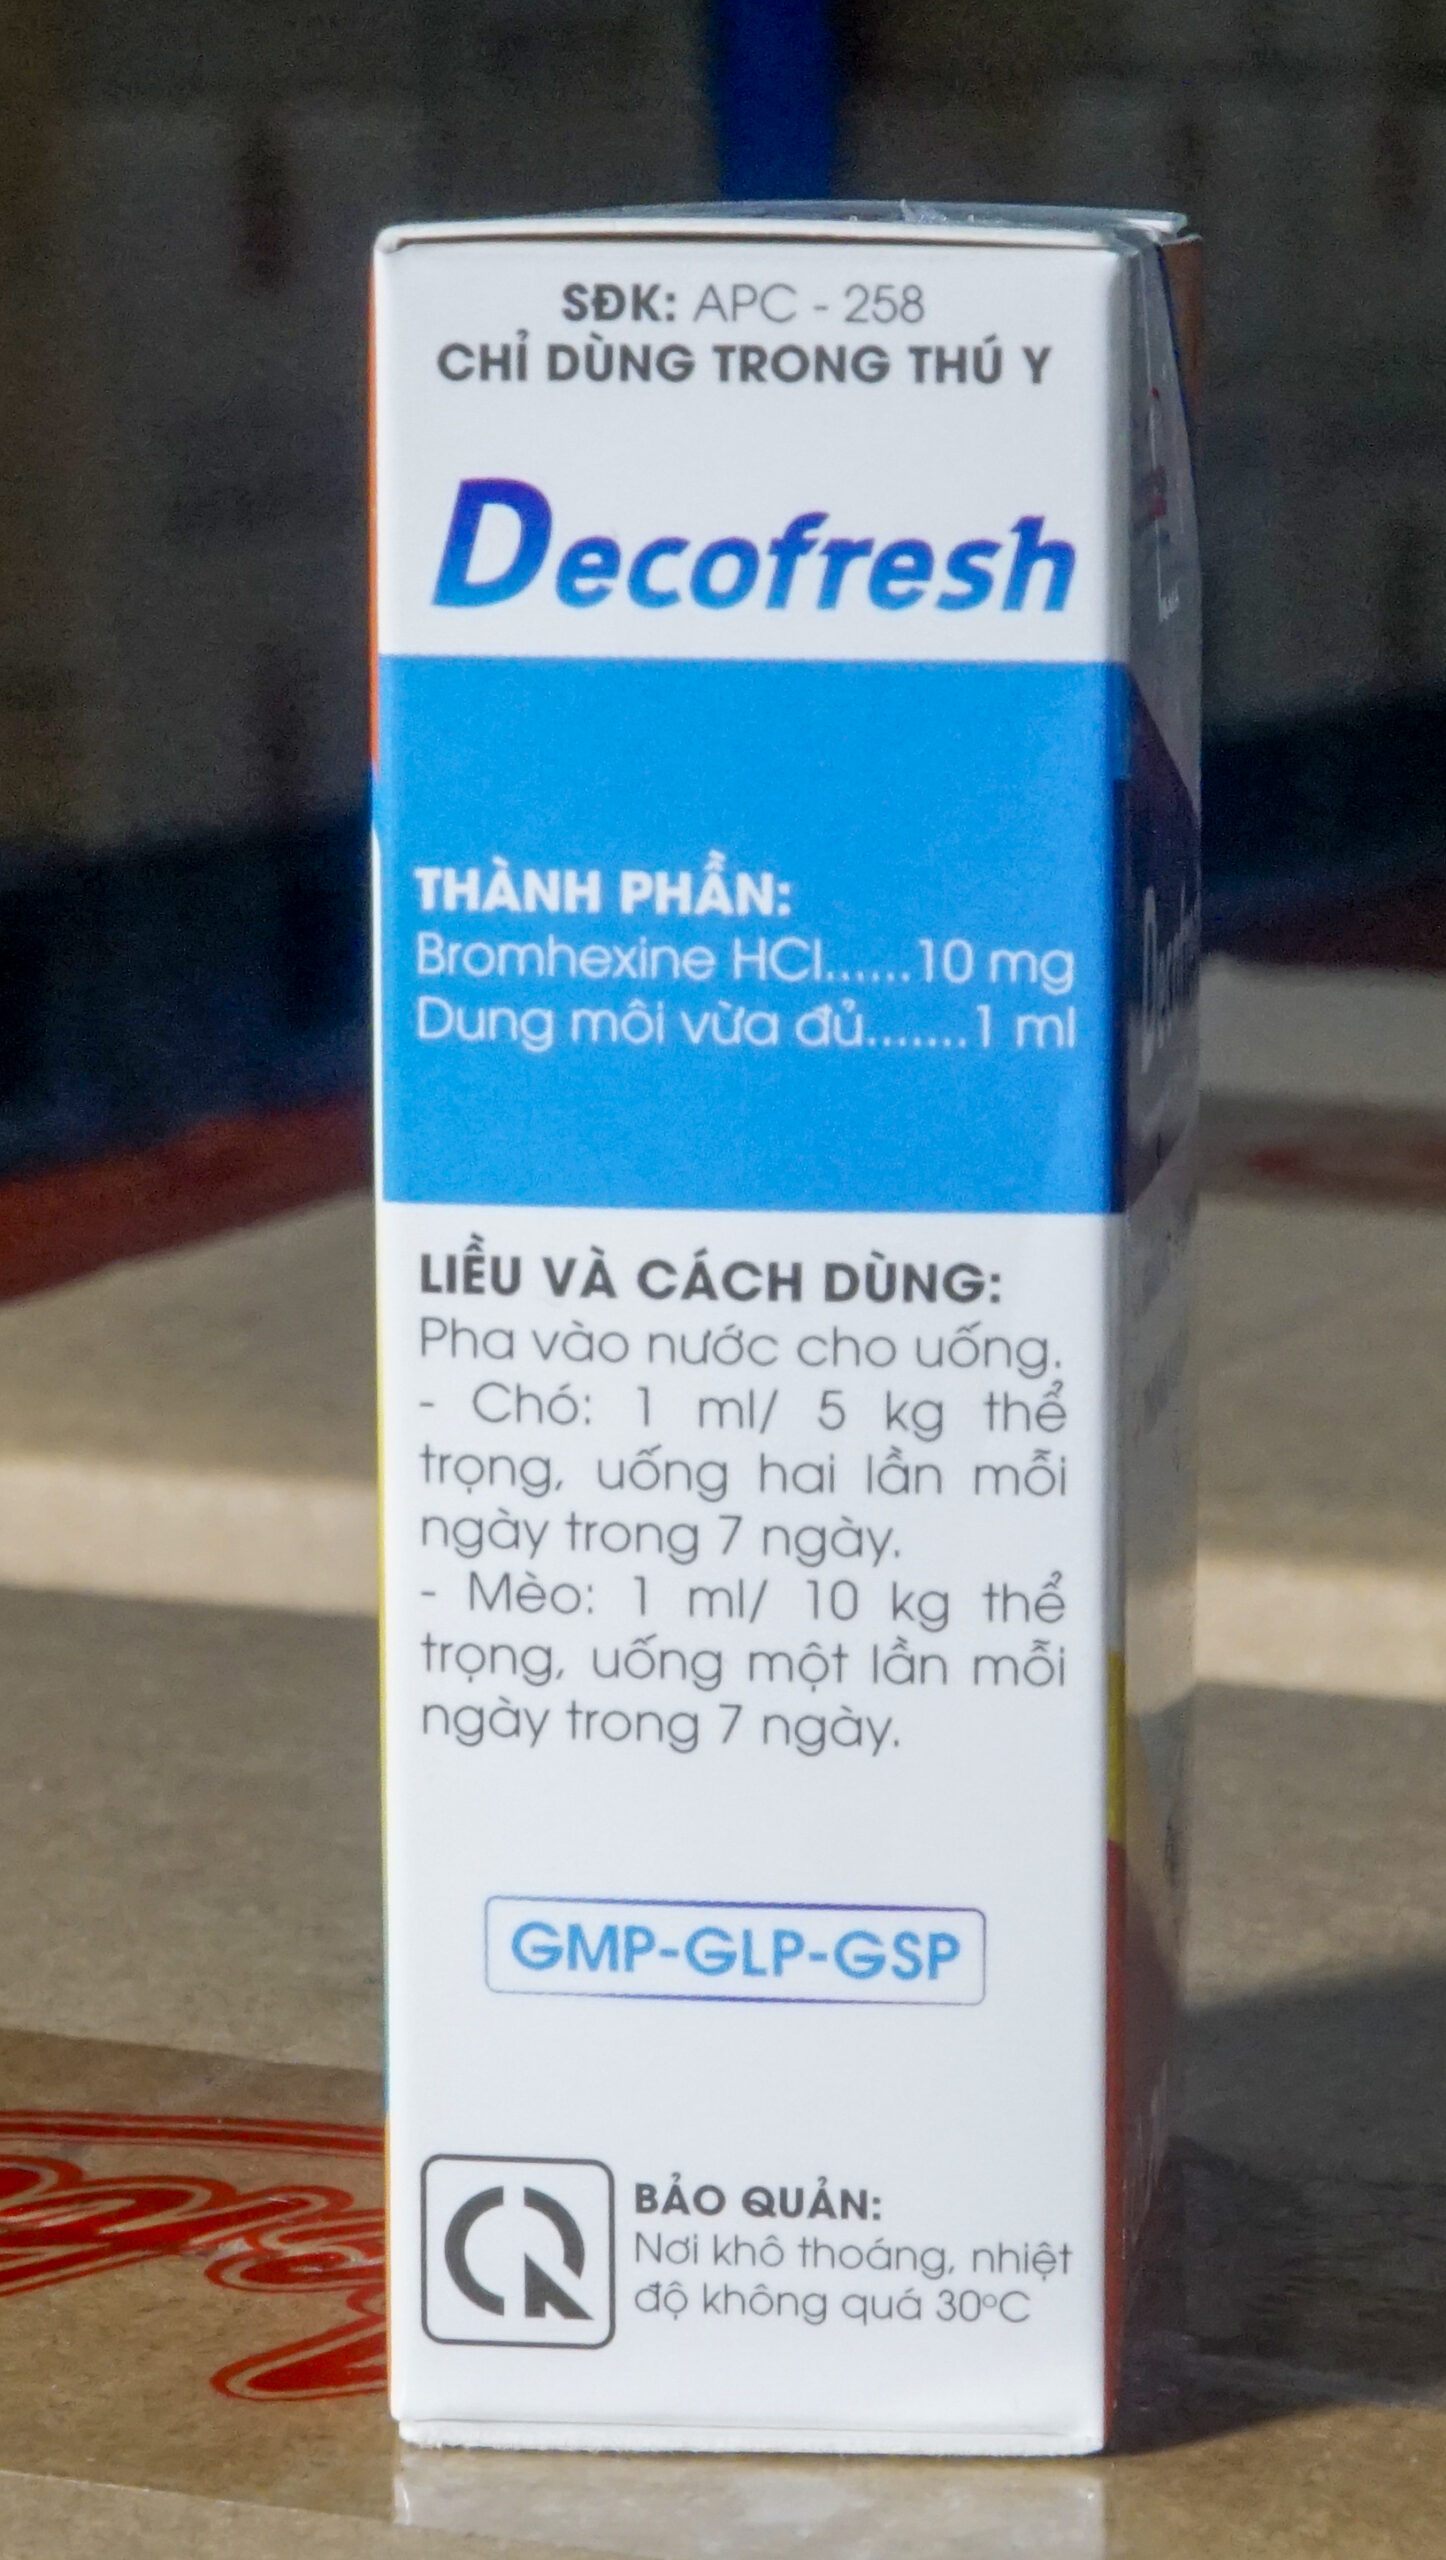 SĐK: APC - 258
CHỈ DÙNG TRONG THÚ Y
Decofresh
THÀNH PHẦN:
Bromhexine HCl......10 mg
Dung môi vừa đủ.......1 ml
LIỀU VÀ CÁCH DÙNG:
Pha vào nước cho uống.
- Chó: 1 ml/ 5 kg thể
trọng, uống hai lần mỗi
ngày trong 7 ngày.
- Mèo: 1 ml/ 10 kg thể
trọng, uống một lần mỗi
ngày trong 7 ngày.
GMP-GLP-GSP
BẢO QUẢN:
Nơi khô thoáng, nhiệt
độ không quá 30°C